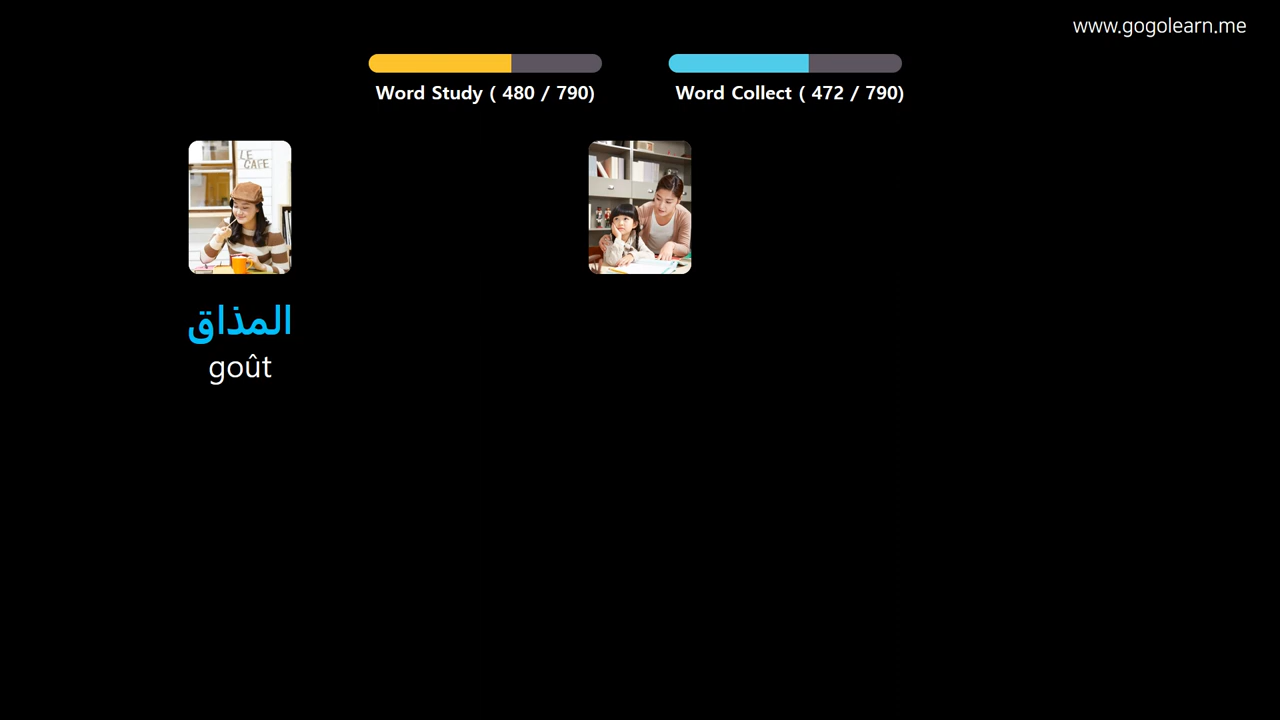 www.gogolearn.me
Word Study ( 480 / 790)
Word Collect ( 472 / 790)
LE
CAFE
المذاق
goût